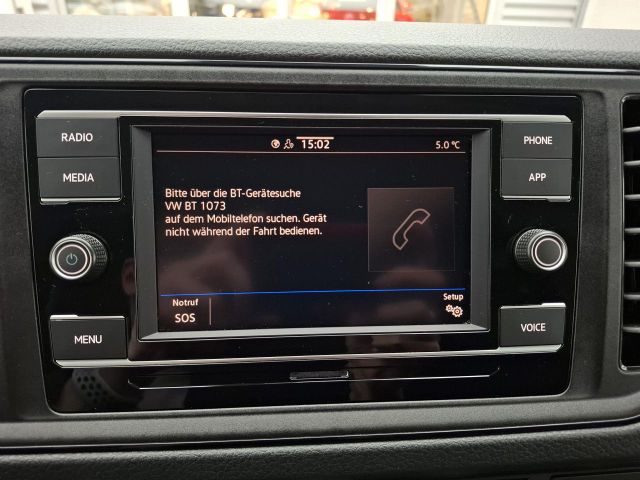 15:02
5.0 °C
RADIO
MEDIA
MENU
Bitte über die BT-Gerätesuche
VW BT 1073
auf dem Mobiltelefon suchen. Gerät
nicht während der Fahrt bedienen.
Notruf
SOS
Setup
PHONE
APP
VOICE